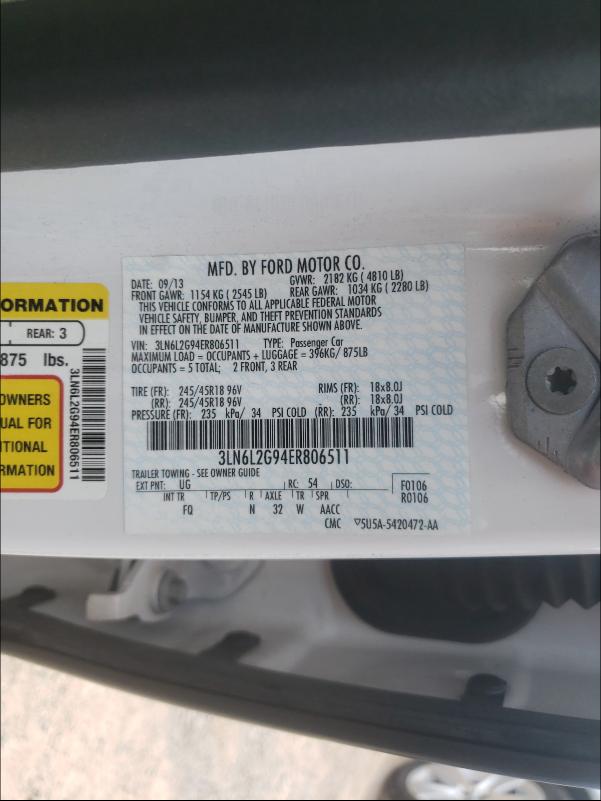 MFD. BY FORD MOTOR CO.
DATE: 09/13 GVWR: 2182 KG ( 4810 LB)
FRONT GAWR: 1154 KG ( 2545 LB) REAR GAWR: 1034 KG ( 2280 LB)
THIS VEHICLE CONFORMS TO ALL APPLICABLE FEDERAL MOTOR
VEHICLE SAFETY, BUMPER, AND THEFT PREVENTION STANDARDS
IN EFFECT ON THE DATE OF MANUFACTURE SHOWN ABOVE.
VIN: 3LN6L2G94ER806511 TYPE: Passenger Car
MAXIMUM LOAD = OCCUPANTS + LUGGAGE = 396KG/ 875LB
OCCUPANTS = 5 TOTAL; 2 FRONT, 3 REAR
TIRE (FR): 245/45R18 96V RIMS (FR): 18x8.0J
(RR): 245/45R18 96V (RR): 18x8.0J
PRESSURE (FR): 235 kPa/ 34 PSI COLD (RR): 235 kPa/ 34 PSI COLD
3LN6L2G94ER806511
TRAILER TOWING - SEE OWNER GUIDE
EXT PNT: UG RC: 54 DSO: F0106
R0106
INT TR TP/PS R AXLE TR SPR
FQ N 32 W AACC
CMC 5U5A-5420472-AA
ORMATION
REAR: 3
875 lbs.
OWNERS
UAL FOR
ITIONAL
RMATION
3LN6L2G94ER806511